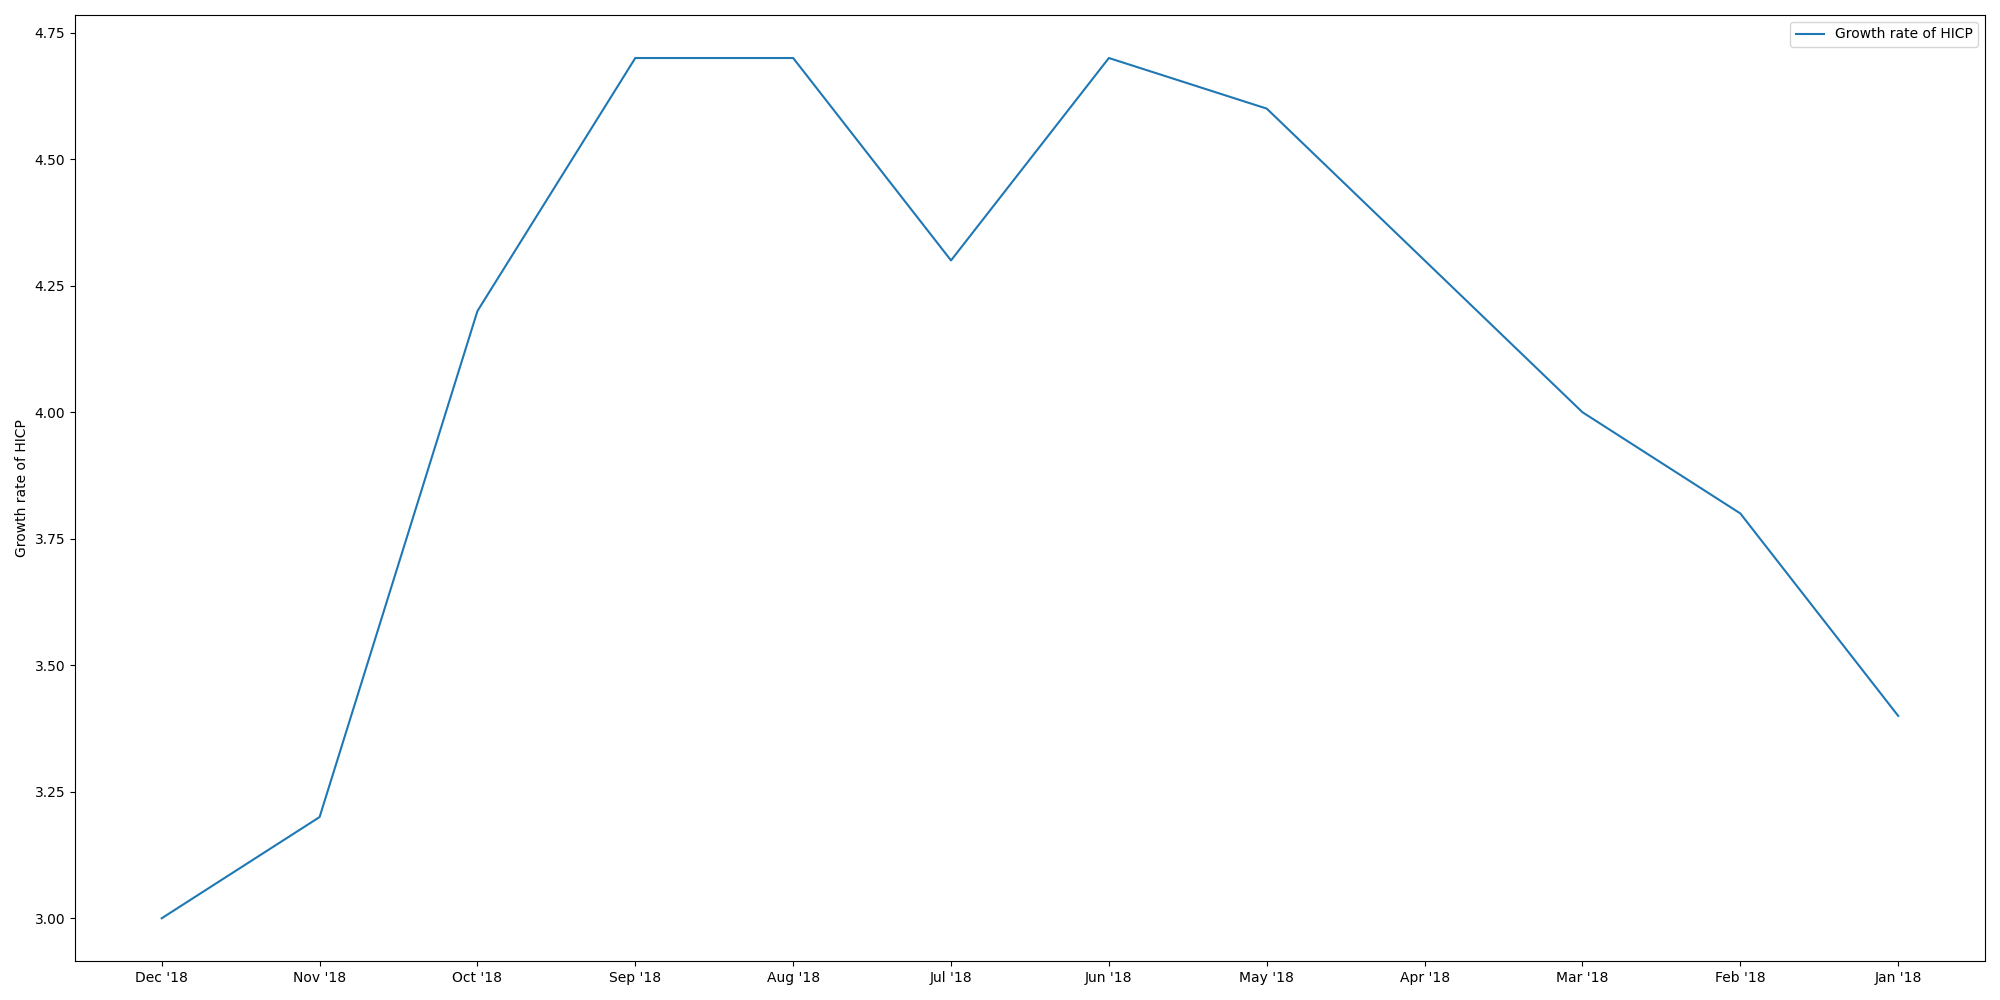 Growth rate of HICP
4.75
4.50
4.25
4.00
3.75
3.50
3.25
3.00
Growth rate of HICP
Dec '18 Nov '18 Oct '18 Sep '18 Aug '18 Jul '18 Jun '18 May '18 Apr '18 Mar '18 Feb '18 Jan '18